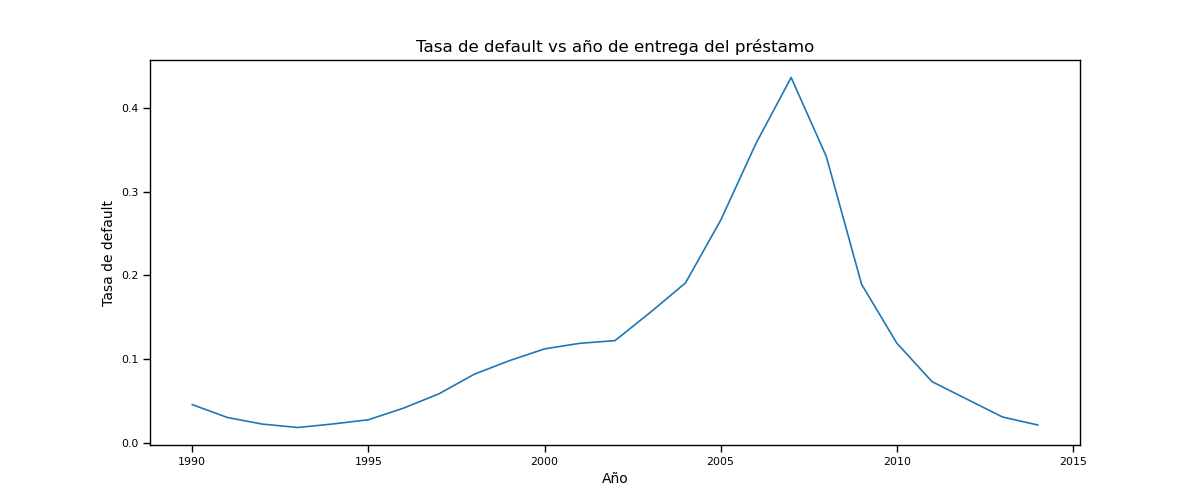 Tasa de default vs año de entrega del préstamo
Tasa de default
0.4
0.3
0.2
0.1
0.0
1990 1995 2000 2005 2010 2015
Año